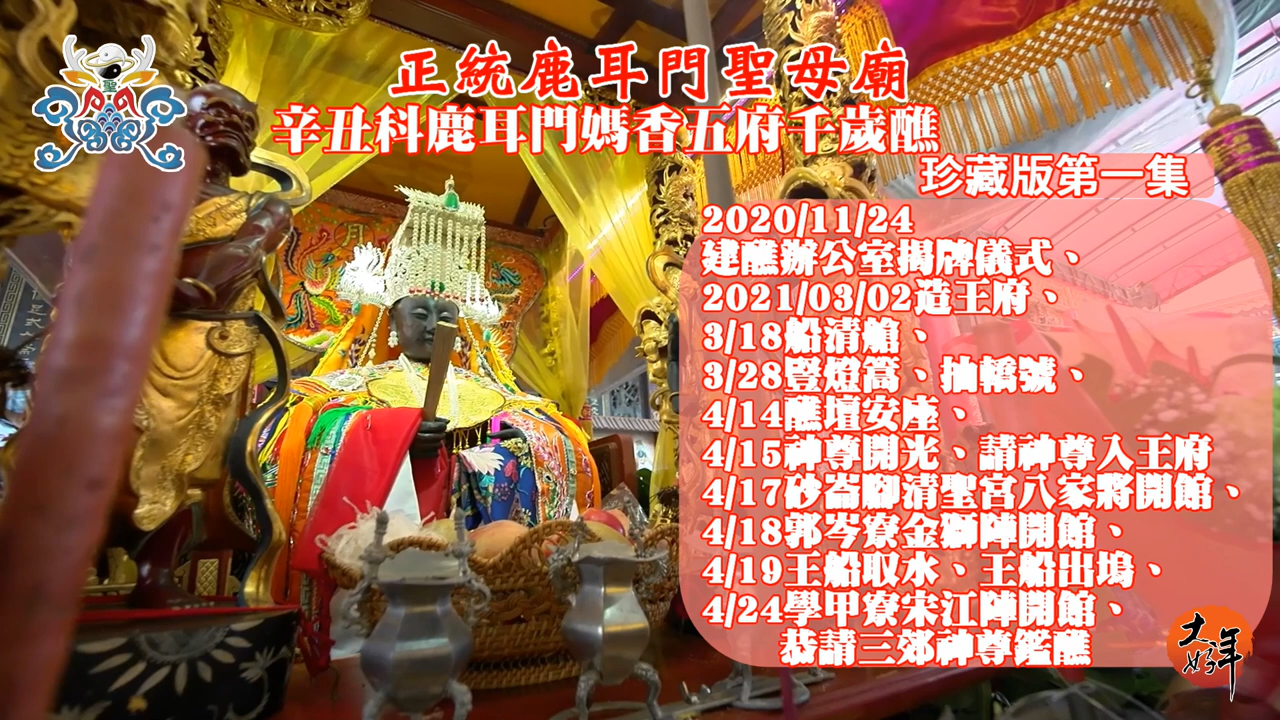 聖
正統鹿耳門聖母廟
辛丑科鹿耳門媽香五府千歲醮
珍藏版第一集
2020/11/24
建醮辦公室揭牌儀式、
2021/03/02造王府、
3/18船清艙、
3/28豎燈篙、抽轎號、
4/14醮壇安座、
4/15神尊開光、請神尊入王府
4/17砂崙腳清聖宮八家將開館、
4/18郭岑寮金獅陣開館、
4/19王船取水、王船出塢、
4/24學甲寮宋江陣開館、
恭請三郊神尊鑑醮
月
大好年